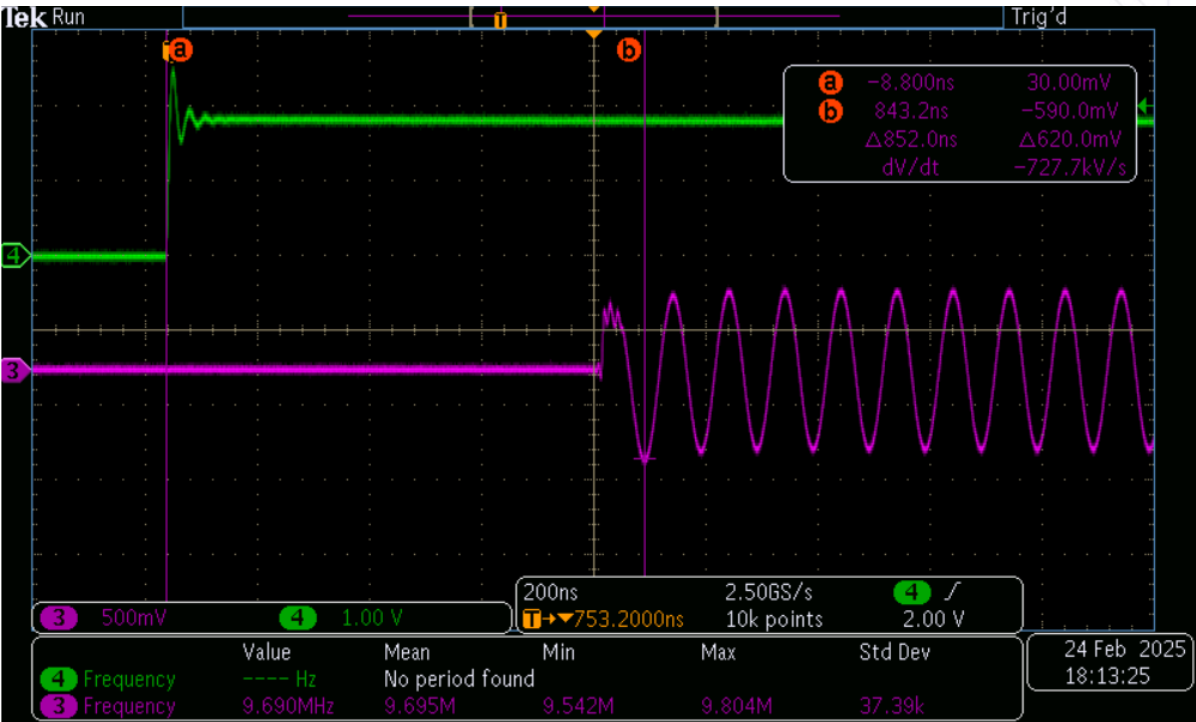 Tek Run T Trig'd
a b
a −8.800ns 30.00mV
b 843.2ns −590.0mV
△852.0ns △620.0mV
dV/dt −727.7kV/s
4
3
3 500mV 4 1.00 V
200ns 2.50GS/s 4 ∫
T→▼753.2000ns 10k points 2.00 V
Value Mean Min Max Std Dev
4 Frequency ---- Hz No period found
3 Frequency 9.690MHz 9.695M 9.542M 9.804M 37.39k
24 Feb 2025
18:13:25